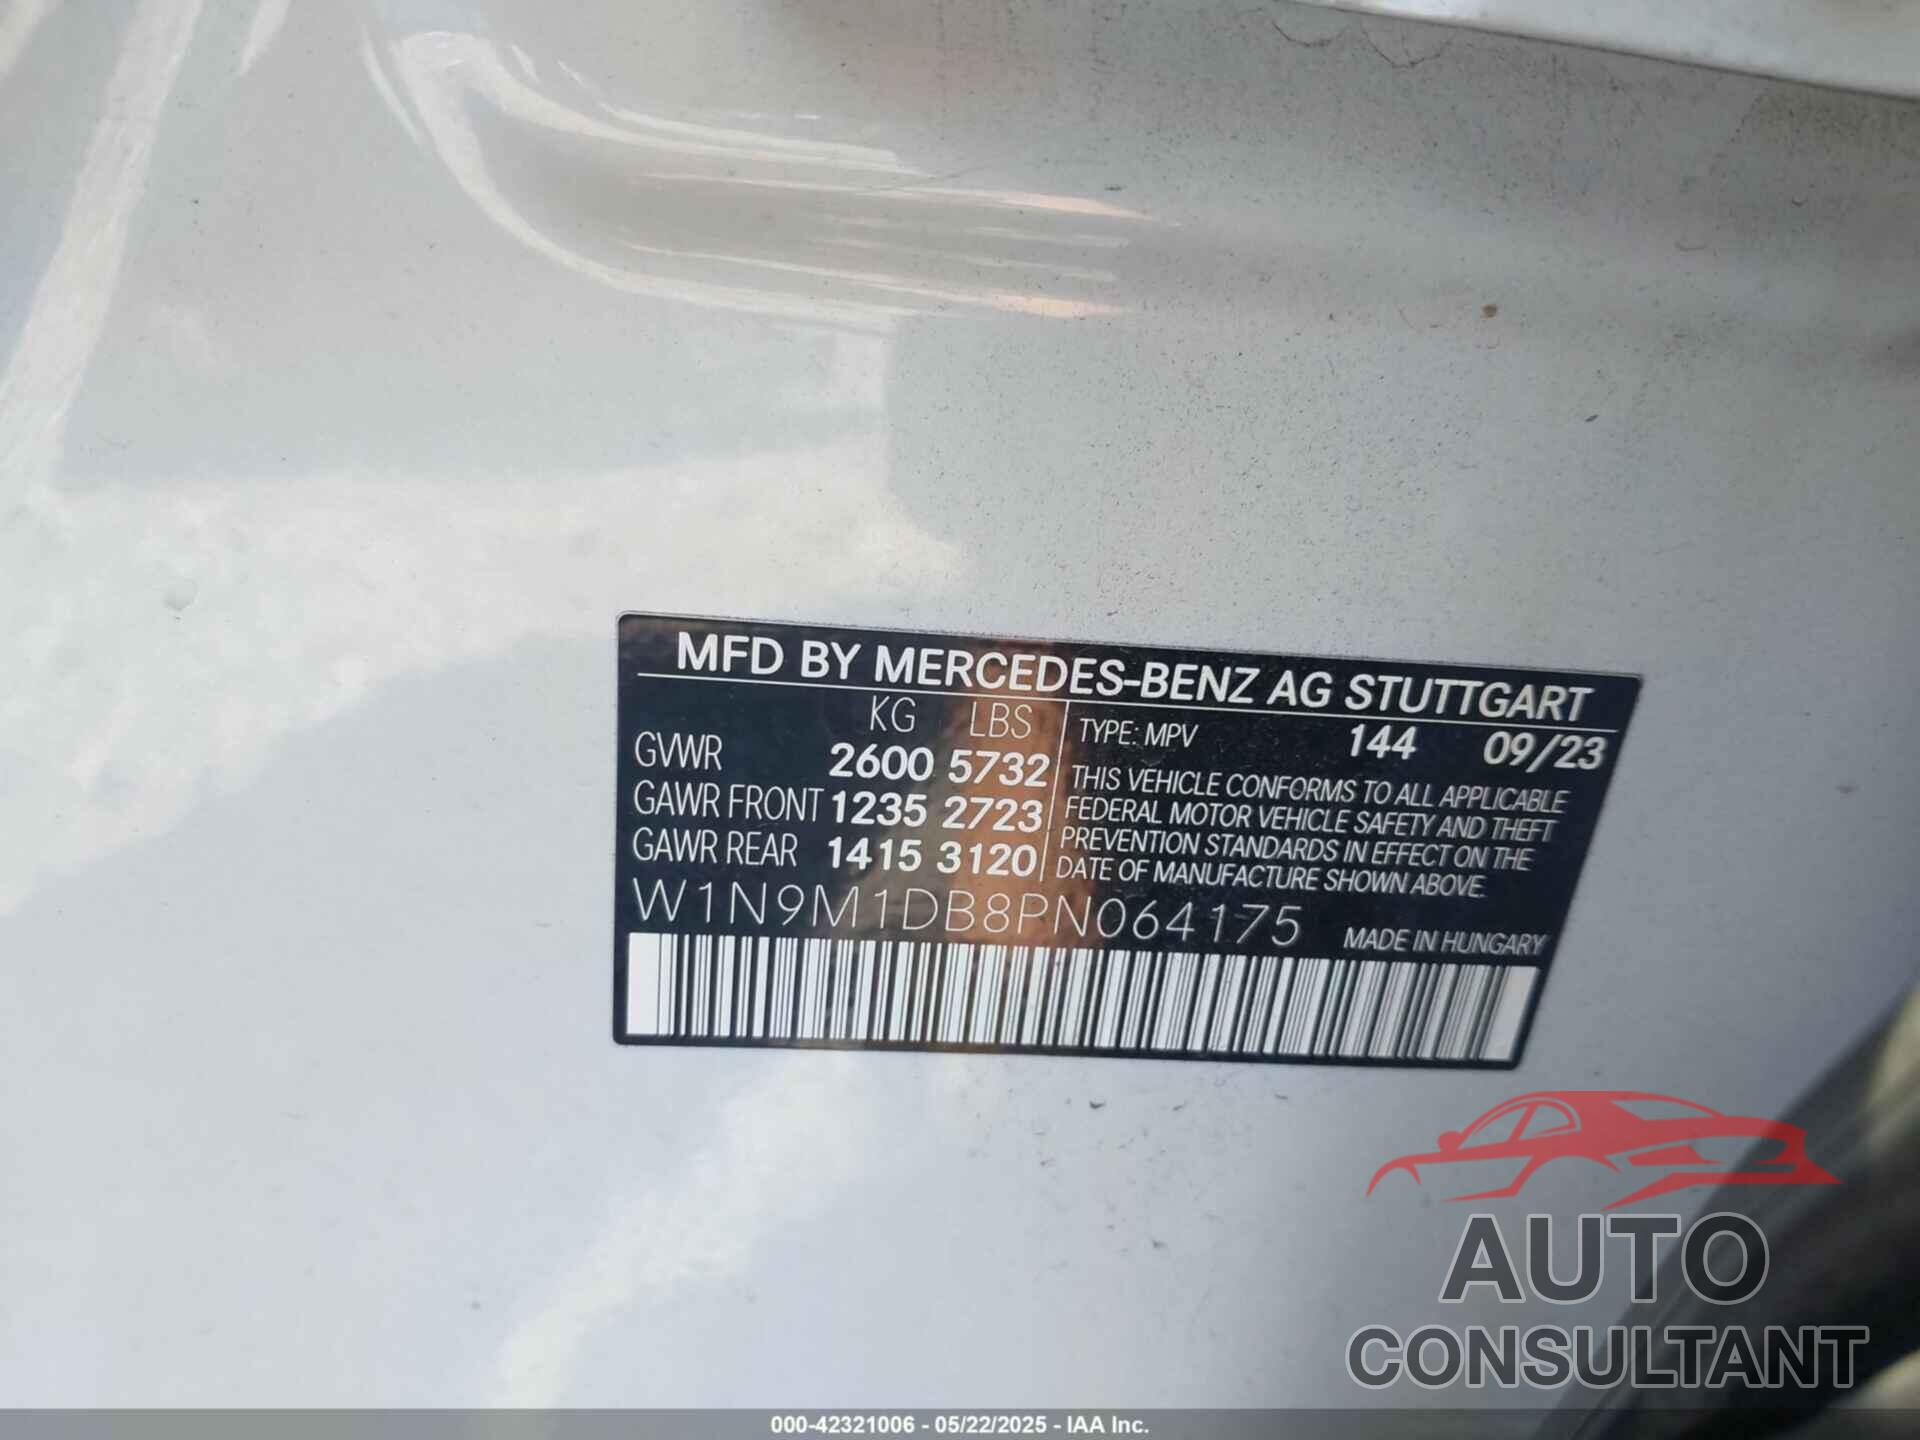 MFD BY MERCEDES-BENZ AG STUTTGART
KG LBS
GVWR 2600 5732
GAWR FRONT 1235 2723
GAWR REAR 1415 3120
TYPE: MPV 144 09/23
THIS VEHICLE CONFORMS TO ALL APPLICABLE
FEDERAL MOTOR VEHICLE SAFETY AND THEFT
PREVENTION STANDARDS IN EFFECT ON THE
DATE OF MANUFACTURE SHOWN ABOVE.
W1N9M1DB8PN064175
MADE IN HUNGARY
AUTO
CONSULTANT
000-42321006 - 05/22/2025 - IAA Inc.